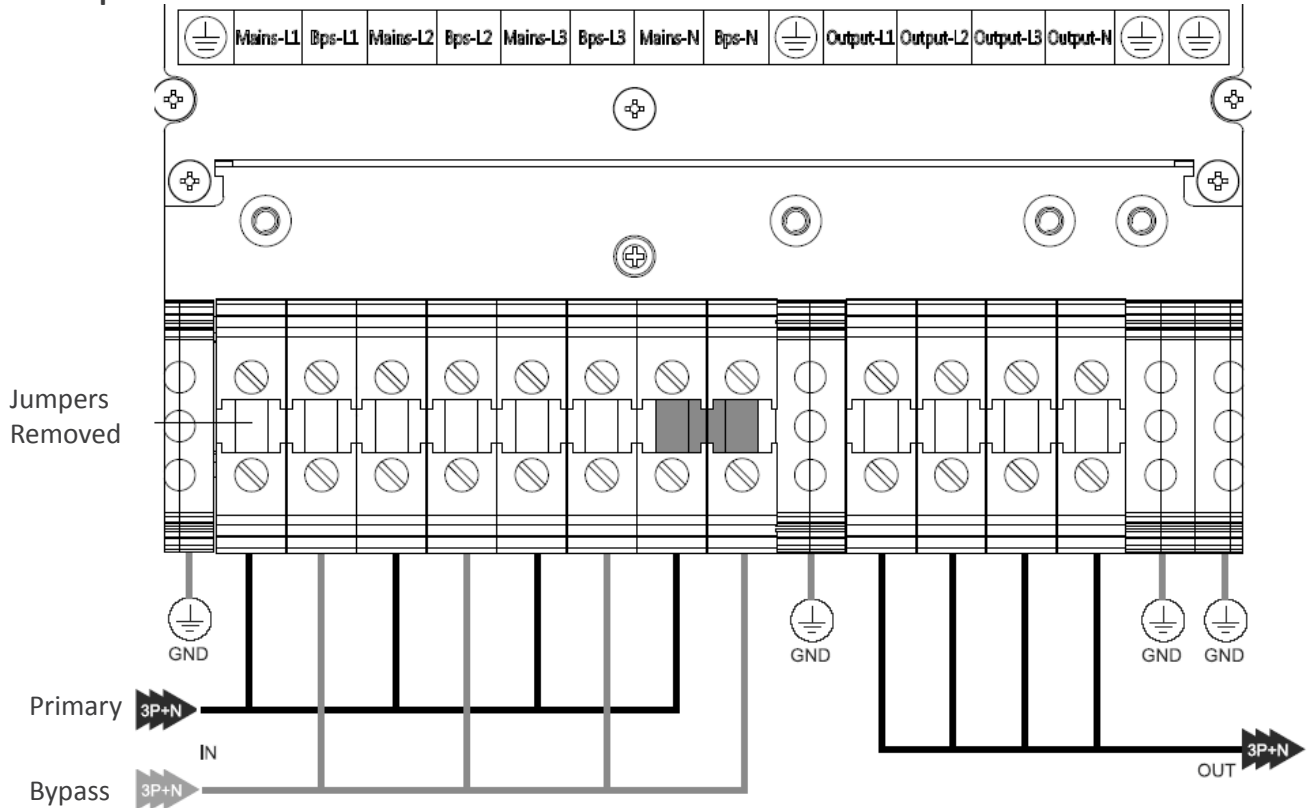 Mains-L1 Bps-L1 Mains-L2 Bps-L2 Mains-L3 Bps-L3 Mains-N Bps-N Output-L1 Output-L2 Output-L3 Output-N
Jumpers
Removed
GND GND GND GND
Primary 3P+N
IN
3P+N
OUT
Bypass 3P+N